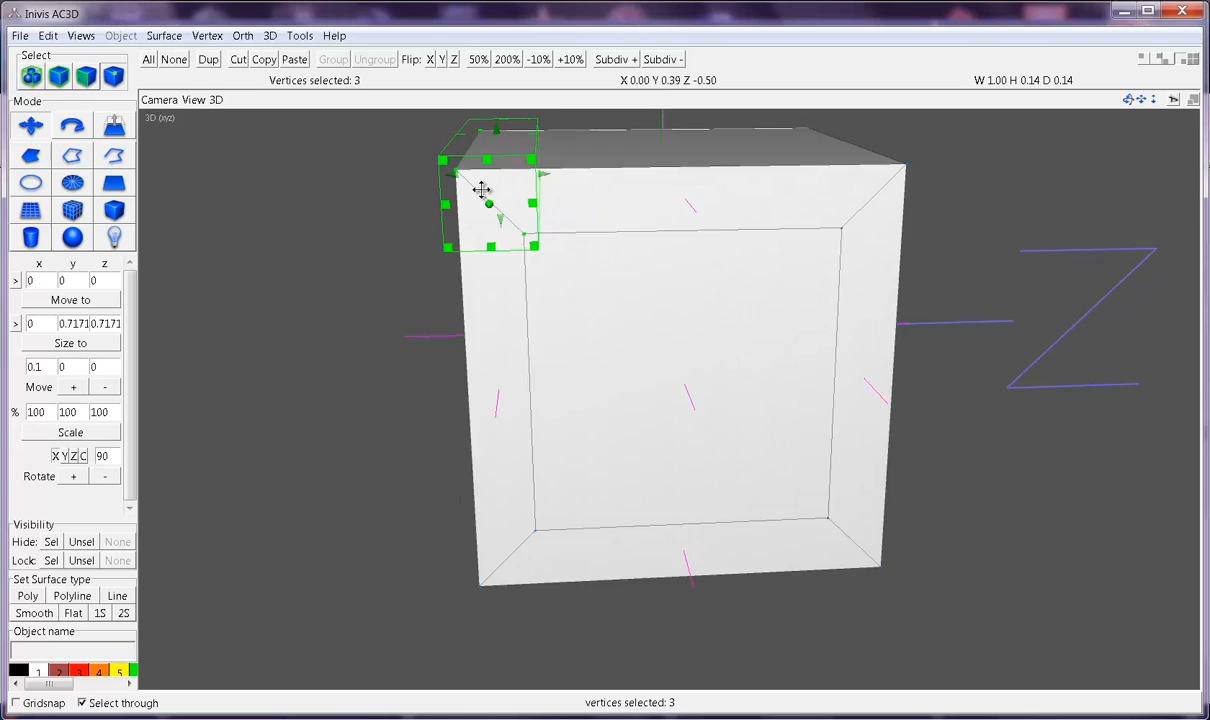 Inivis AC3D
File Edit Views Object Surface Vertex Orth 3D Tools Help
Select
All None Dup Cut Copy Paste Group Ungroup Flip: X Y Z 50% 200% -10% +10% Subdiv + Subdiv -
Vertices selected: 3 X 0.00 Y 0.39 Z -0.50 W 1.00 H 0.14 D 0.14
Mode
Camera View 3D
3D (xyz)
x y z
> 0 0 0
Move to
> 0 0.7171 0.7171
Size to
0.1 0 0
Move + -
% 100 100 100
Scale
X Y Z C 90
Rotate + -
Visibility
Hide: Sel Unsel None
Lock: Sel Unsel None
Set Surface type
Poly Polyline Line
Smooth Flat 1S 2S
Object name
1 2 3 4 5
Gridsnap Select through vertices selected: 3
Z